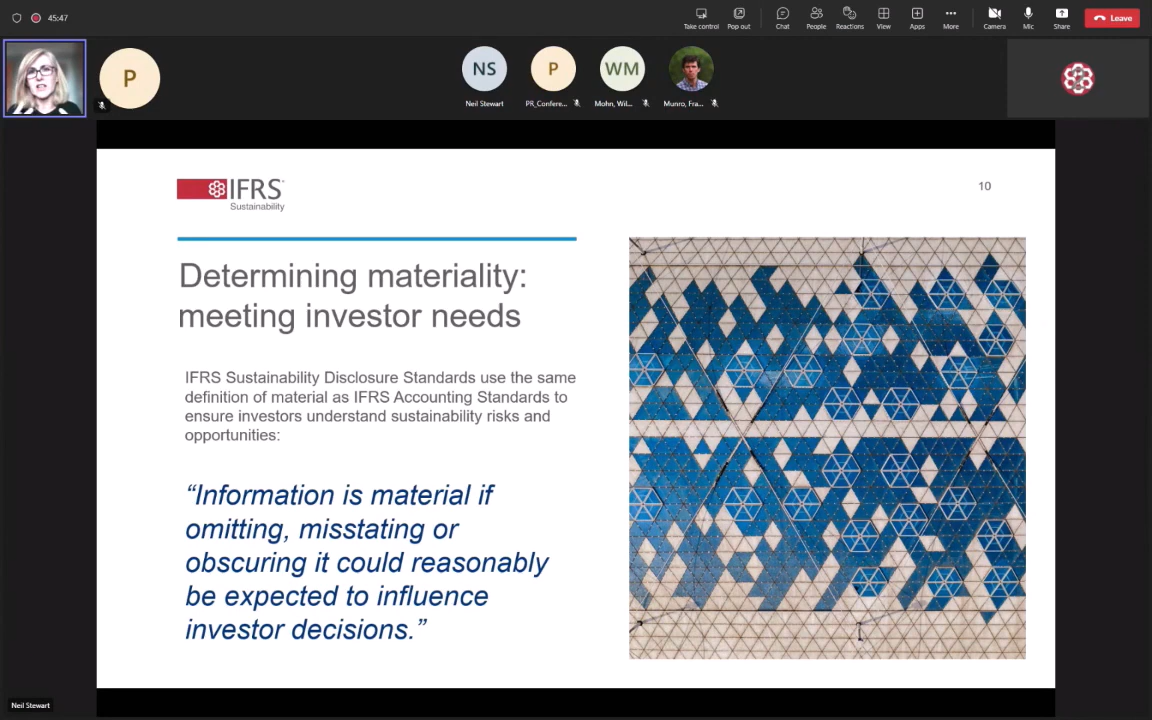 45:47
Take control
Pop out
Chat
People
Reactions
View
Apps
More
Camera
Mic
Share
Leave
P
NS
P
WM
Neil Stewart
PR_Confere...
Mohn, Wil...
Munro, Fra...
IFRS
Sustainability
10
Determining materiality:
meeting investor needs
IFRS Sustainability Disclosure Standards use the same
definition of material as IFRS Accounting Standards to
ensure investors understand sustainability risks and
opportunities:
“Information is material if
omitting, misstating or
obscuring it could reasonably
be expected to influence
investor decisions.”
Neil Stewart